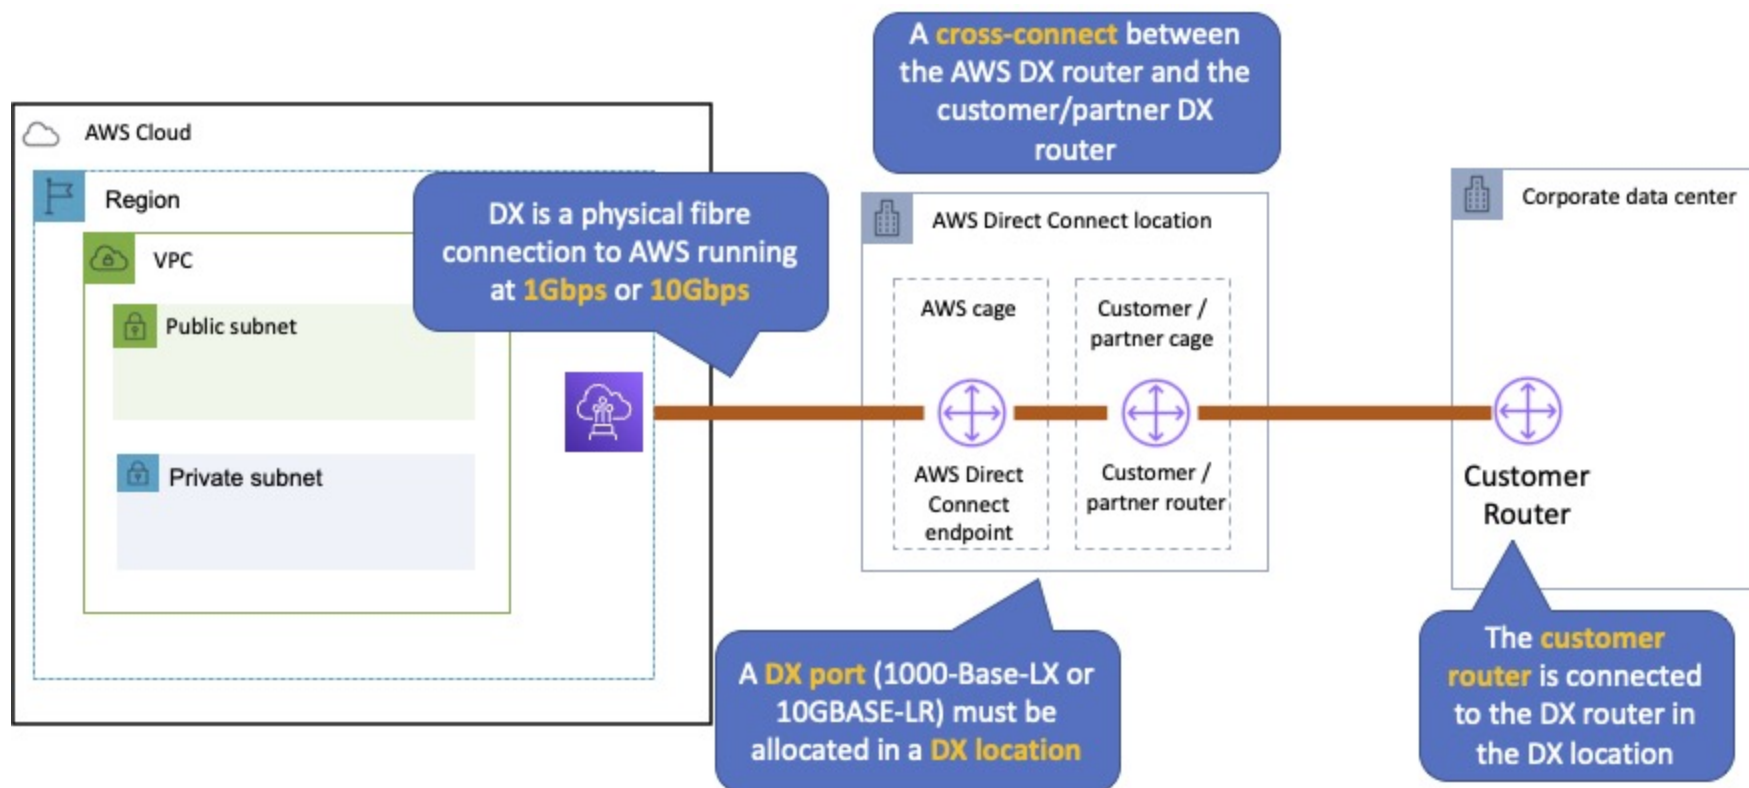 A cross-connect between
the AWS DX router and the
customer/partner DX
router
AWS Cloud
Region
DX is a physical fibre
connection to AWS running
at 1Gbps or 10Gbps
VPC
Public subnet
Private subnet
AWS Direct Connect location
AWS cage
Customer /
partner cage
AWS Direct
Connect
endpoint
Customer /
partner router
Corporate data center
Customer
Router
A DX port (1000-Base-LX or
10GBASE-LR) must be
allocated in a DX location
The customer
router is connected
to the DX router in
the DX location